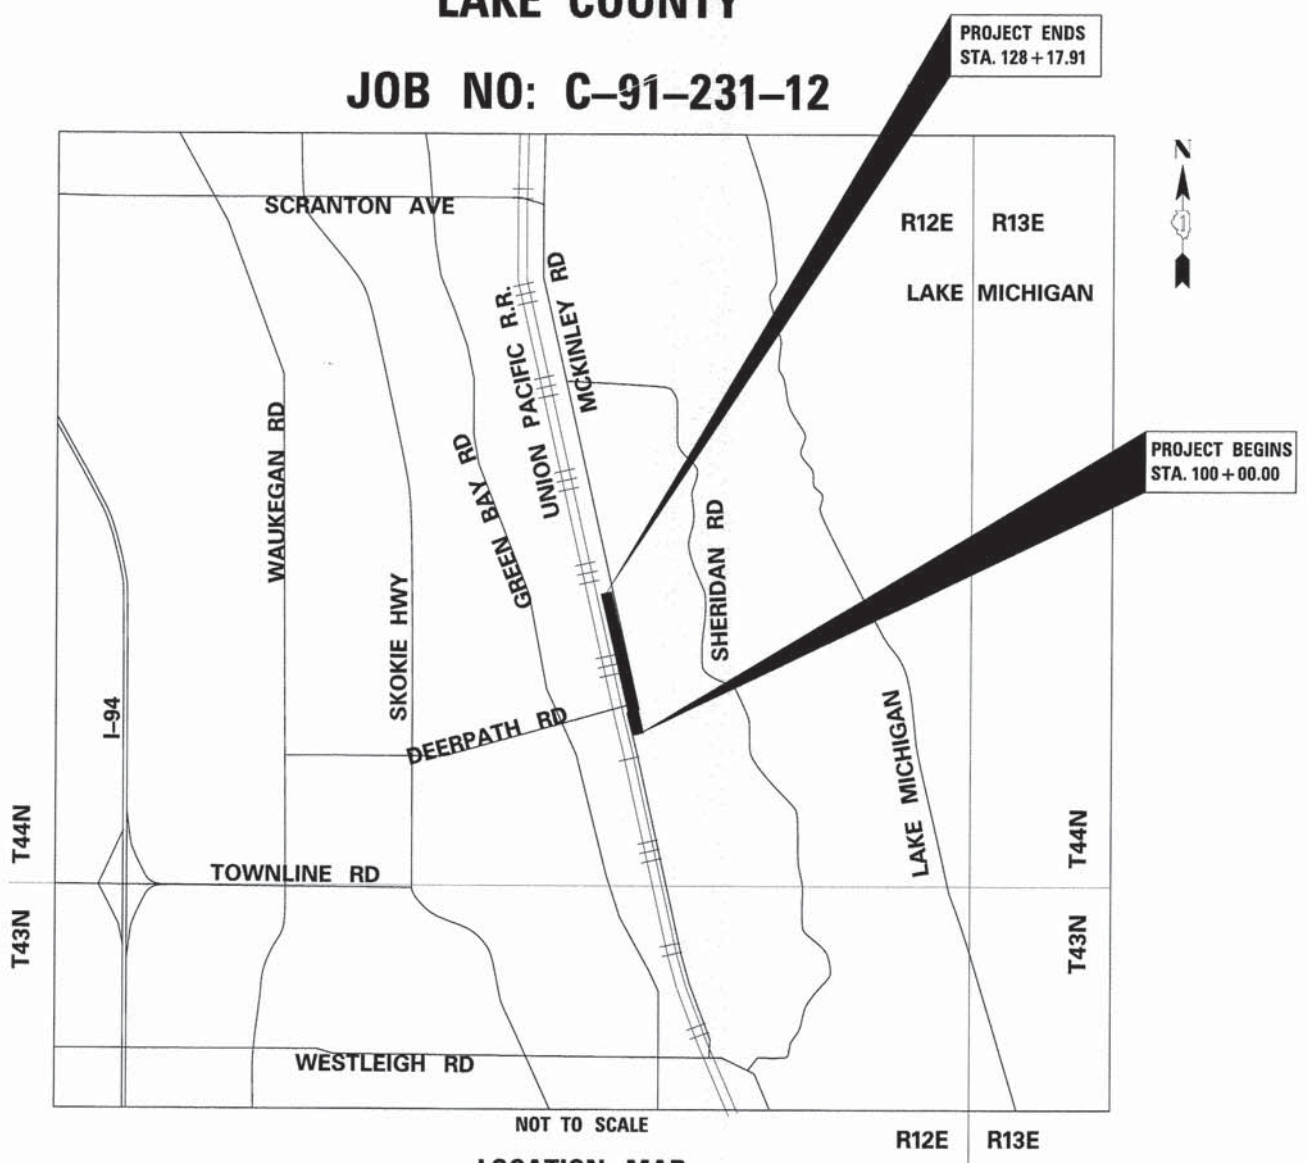 LAKE COUNTY
JOB NO: C–91–231–12
PROJECT ENDS
STA. 128+17.91
N
1
SCRANTON AVE
R12E
R13E
LAKE MICHIGAN
UNION PACIFIC R.R.
MCKINLEY RD
WAUKEGAN RD
GREEN BAY RD
PROJECT BEGINS
STA. 100+00.00
SHERIDAN RD
SKOKIE HWY
I–94
DEERPATH RD
LAKE MICHIGAN
T44N
T44N
TOWNLINE RD
T43N
T43N
WESTLEIGH RD
NOT TO SCALE
R12E
R13E
LOCATION MAP